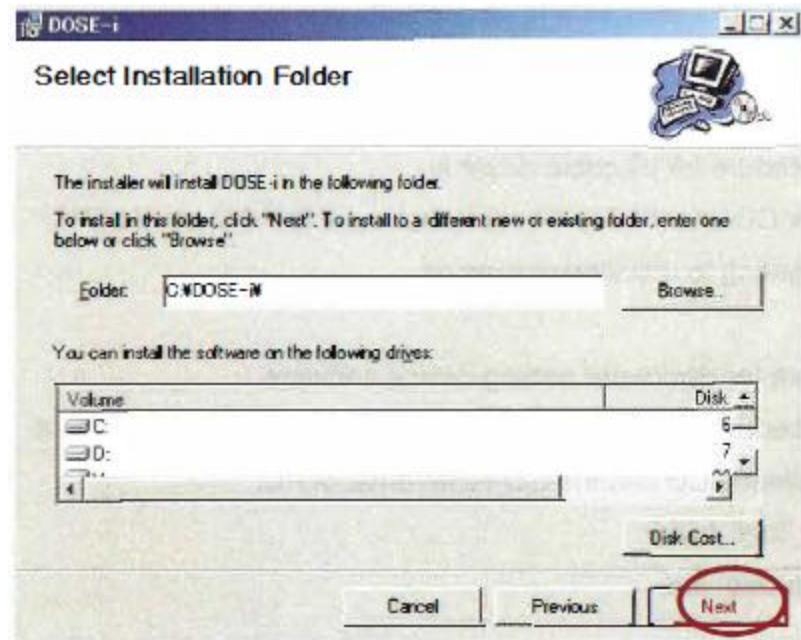 DOSE-i
Select Installation Folder
The installer will install DOSE-i in the following folder.
To install in this folder, click "Next". To install to a different new or existing folder, enter one
below or click "Browse".
Folder: C:¥DOSE-i¥ Browse..
You can install the software on the following drives:
Volume Disk
C: 6
D: 7
Disk Cost...
Cancel Previous Next